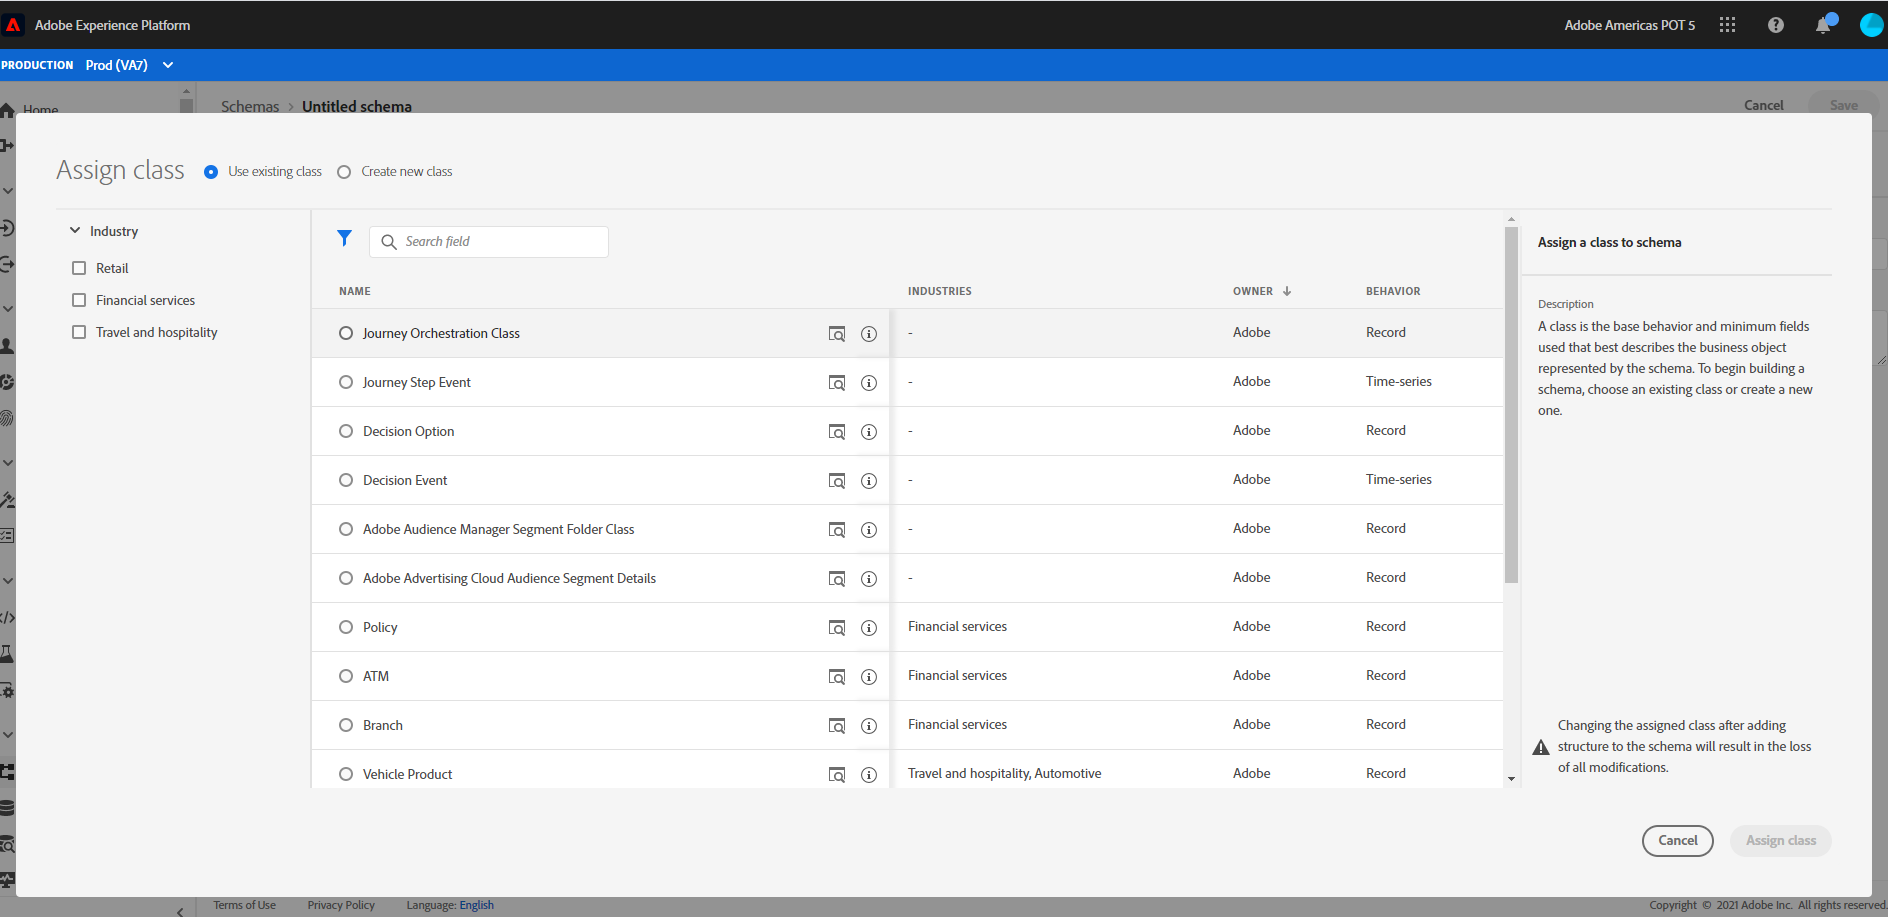 Adobe Experience Platform
Adobe Americas POT 5
PRODUCTION Prod (VA7)
Home
Schemas > Untitled schema
Cancel Save
Assign class Use existing class Create new class
Industry
Retail
Financial services
Travel and hospitality
Search field
NAME INDUSTRIES OWNER BEHAVIOR
Journey Orchestration Class - Adobe Record
Journey Step Event - Adobe Time-series
Decision Option - Adobe Record
Decision Event - Adobe Time-series
Adobe Audience Manager Segment Folder Class - Adobe Record
Adobe Advertising Cloud Audience Segment Details - Adobe Record
Policy Financial services Adobe Record
ATM Financial services Adobe Record
Branch Financial services Adobe Record
Vehicle Product Travel and hospitality, Automotive Adobe Record
Assign a class to schema
Description
A class is the base behavior and minimum fields
used that best describes the business object
represented by the schema. To begin building a
schema, choose an existing class or create a new
one.
Changing the assigned class after adding
structure to the schema will result in the loss
of all modifications.
Cancel Assign class
Terms of Use Privacy Policy Language: English
Copyright © 2021 Adobe Inc. All rights reserved.